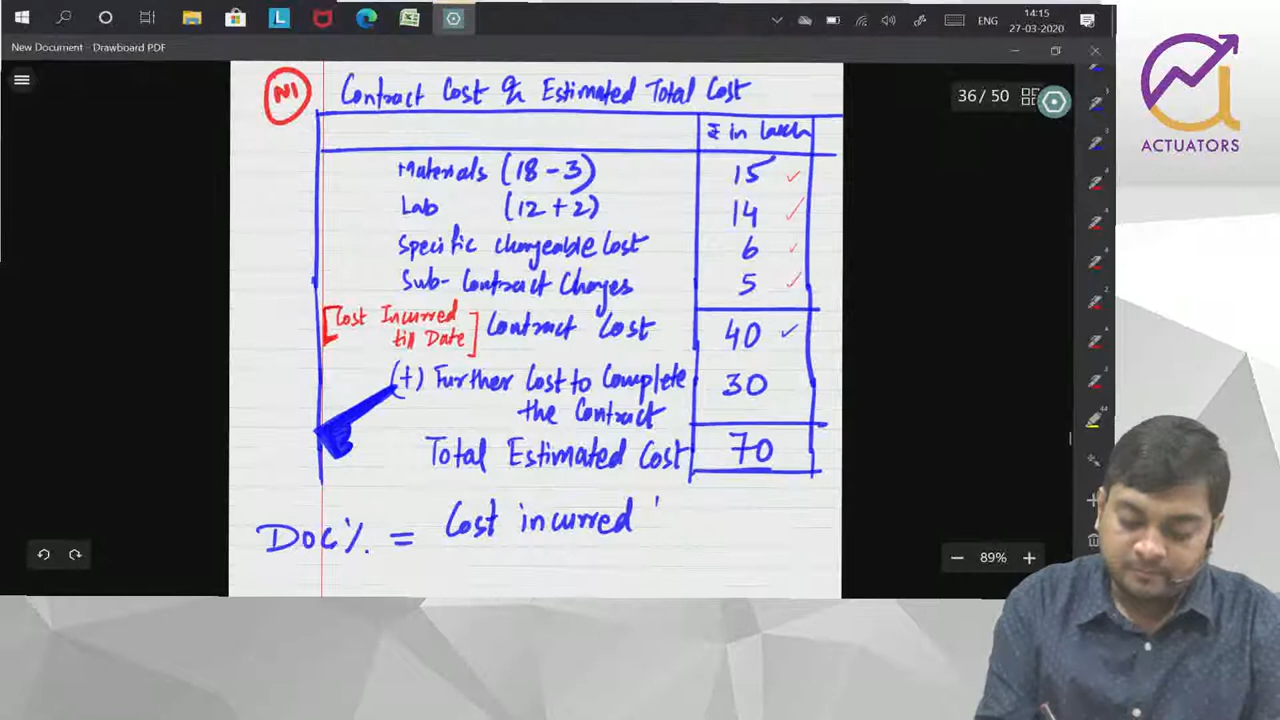 14:15
ENG
27-03-2020
New Document - Drawboard PDF
36 / 50
ACTUATORS
N1 Contract Cost & Estimated Total Cost
₹ in Lakh
Materials (18 - 3) 15
Lab (12 + 2) 14
Specific chargeable Cost 6
Sub- Contract Charges 5
[Cost Incurred till Date] Contract Cost 40
(+) Further Cost to Complete 30
the Contract
Total Estimated Cost 70
DOC% = Cost incurred
89%